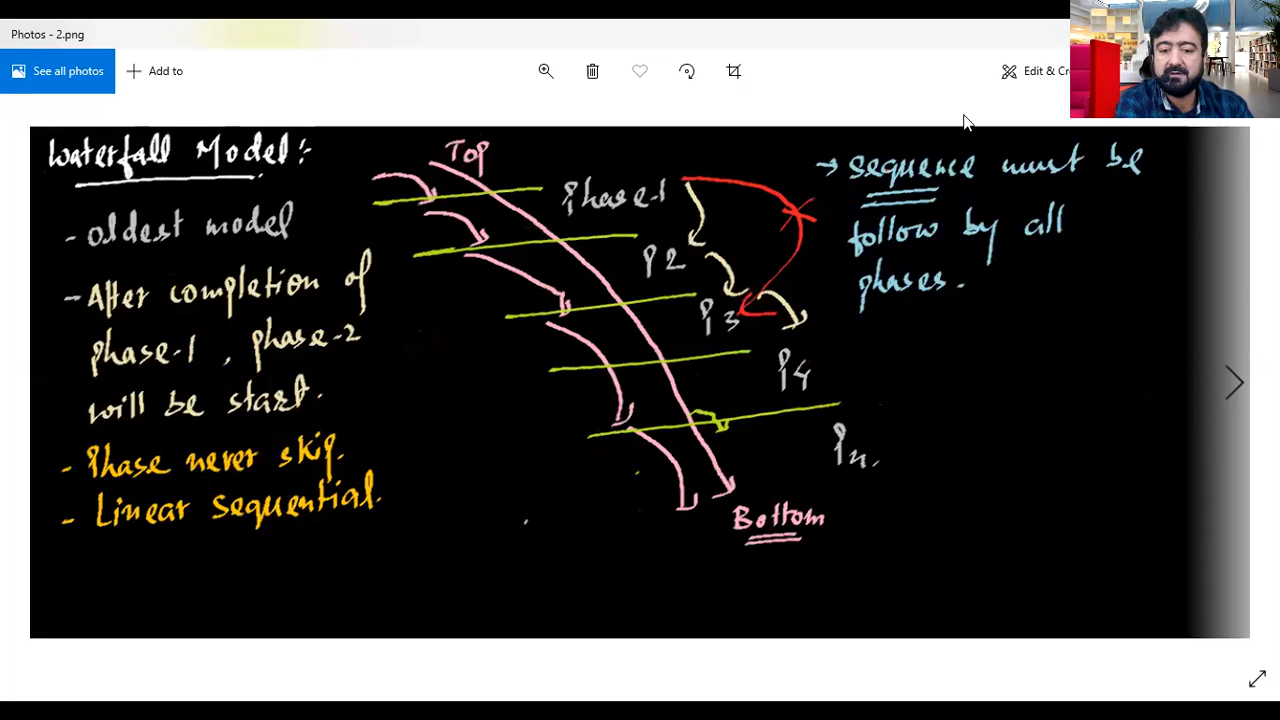 Photos - 2.png
See all photos
Add to
Edit & Cr
Waterfall Model :-
- oldest model
- After completion of
phase-1 , phase-2
will be start.
- Phase never skip.
- Linear sequential.
Top
Phase-1
P2
P3
P4
Pn.
Bottom
→ sequence must be
follow by all
phases.